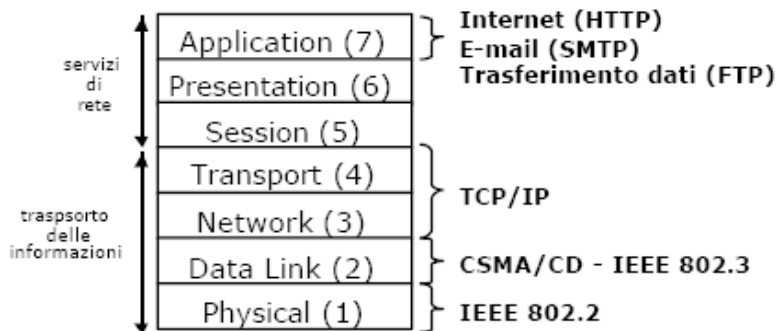 servizi
di
rete
traspsorto
delle
informazioni
Application (7)
Presentation (6)
Session (5)
Transport (4)
Network (3)
Data Link (2)
Physical (1)
Internet (HTTP)
E-mail (SMTP)
Trasferimento dati (FTP)
TCP/IP
CSMA/CD - IEEE 802.3
IEEE 802.2